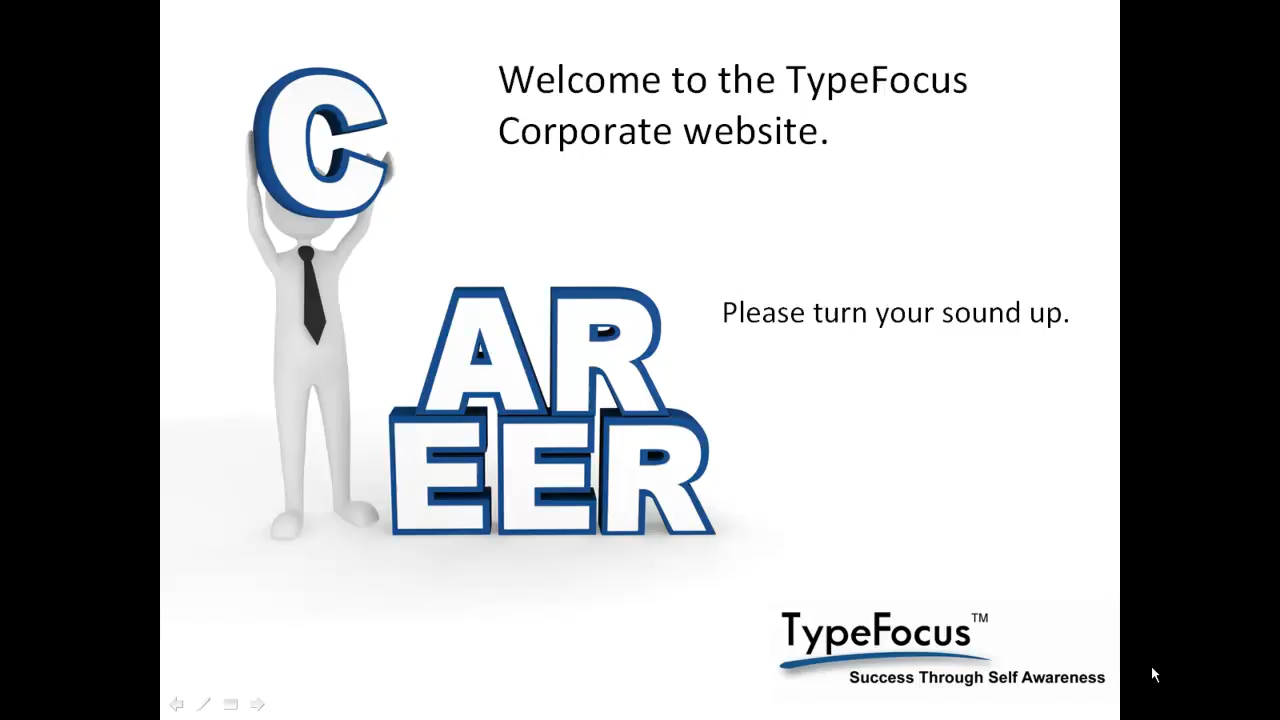 Welcome to the TypeFocus
Corporate website.
C
AR
EER
Please turn your sound up.
TypeFocus™
Success Through Self Awareness